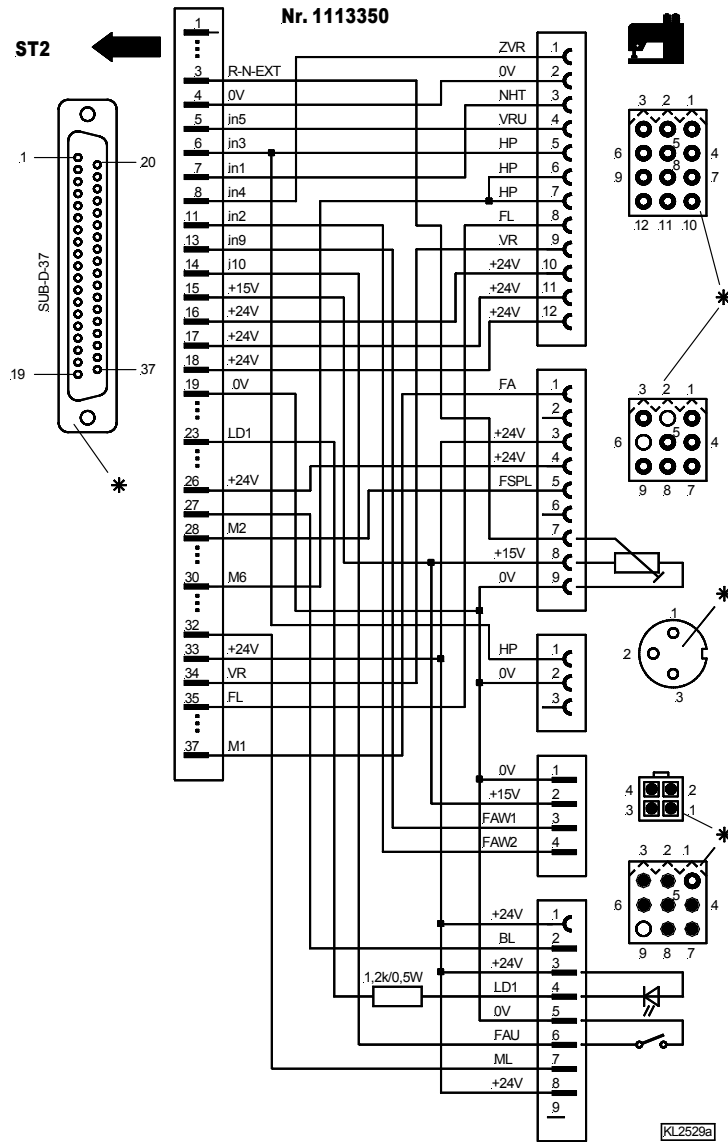 Nr. 1113350
ST2
SUB-D-37
1
20
19
37
1
3 R-N-EXT
4 0V
5 in5
6 in3
7 in1
8 in4
11 in2
13 in9
14 i10
15 +15V
16 +24V
17 +24V
18 +24V
19 0V
23 LD1
26 +24V
27
28 M2
30 M6
32
33 +24V
34 VR
35 FL
37 M1
ZVR 1
0V 2
NHT 3
VRU 4
HP 5
HP 6
HP 7
FL 8
VR 9
+24V 10
+24V 11
+24V 12
FA 1
2
+24V 3
+24V 4
FSPL 5
6
7
+15V 8
0V 9
HP 1
0V 2
3
0V 1
+15V 2
FAW1 3
FAW2 4
+24V 1
BL 2
+24V 3
1,2k/0,5W
LD1 4
0V 5
FAU 6
ML 7
+24V 8
9
3 2 1
6 5 4
9 8 7
12 11 10
*
3 2 1
6 5 4
9 8 7
*
1
2
3
*
4 2
3 1
*
3 2 1
6 5 4
9 8 7
KL2529a